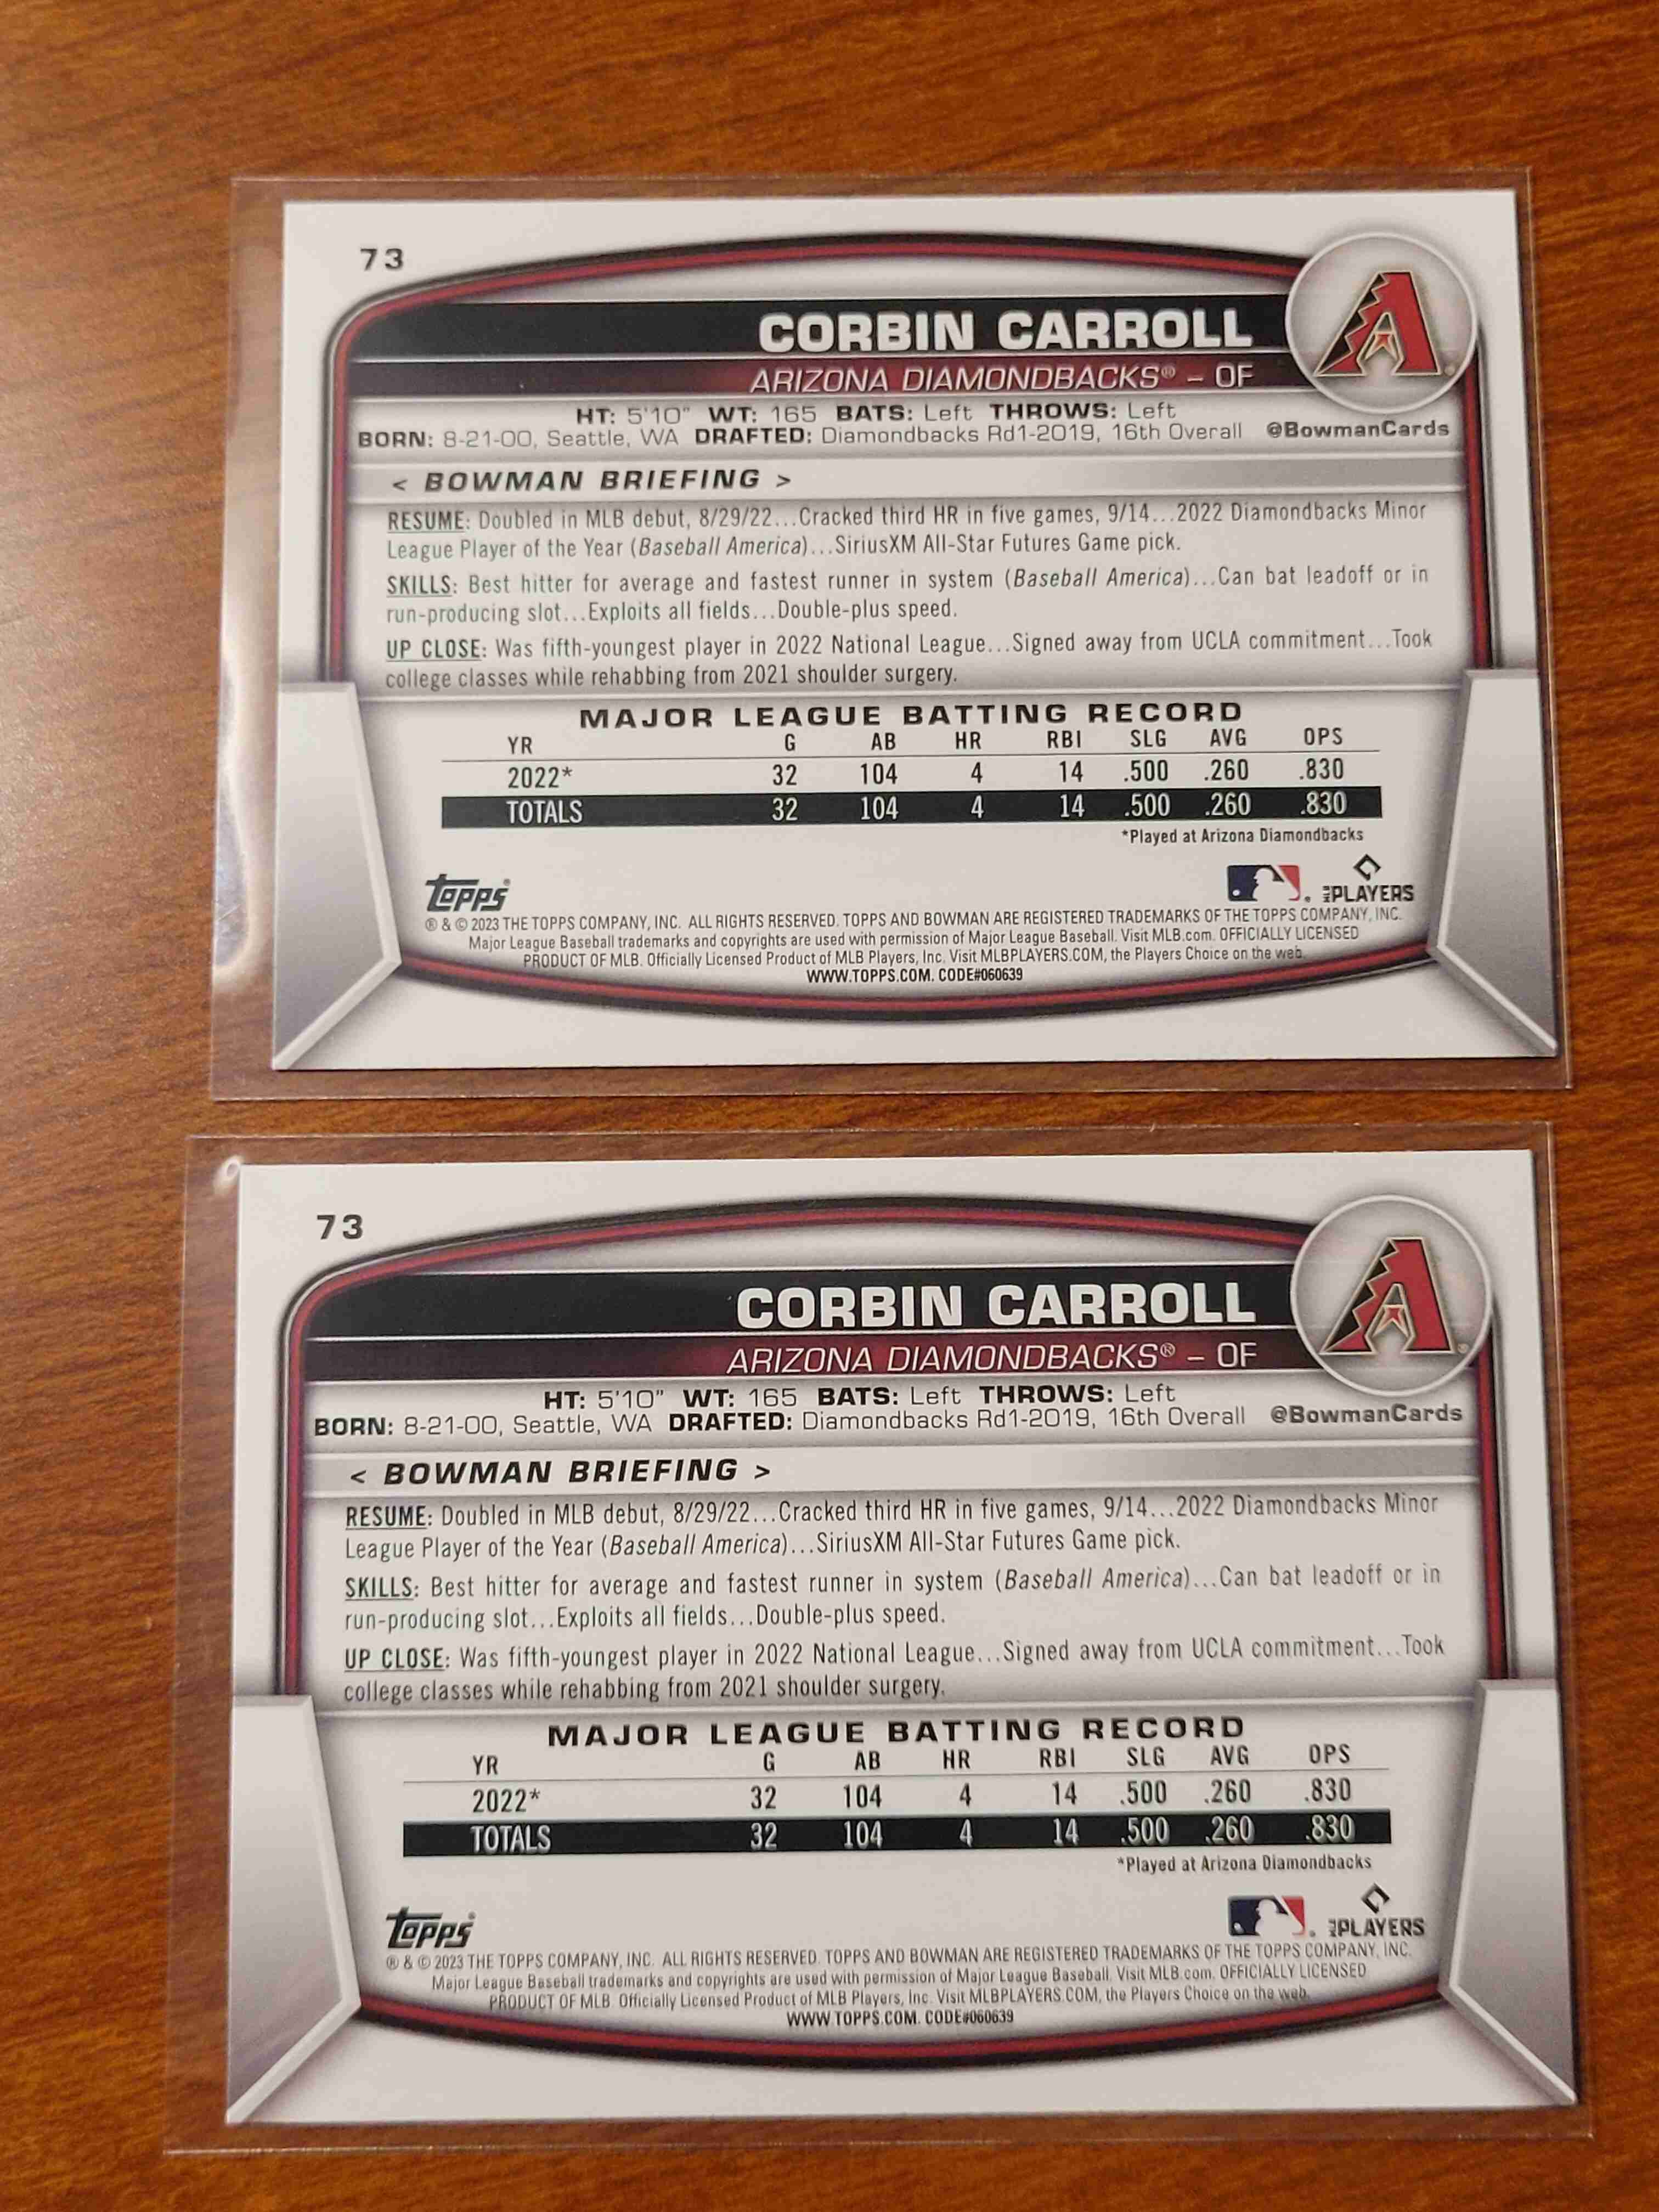 73
CORBIN CARROLL
ARIZONA DIAMONDBACKS® – OF
HT: 5'10" WT: 165 BATS: Left THROWS: Left
BORN: 8-21-00, Seattle, WA DRAFTED: Diamondbacks Rd1-2019, 16th Overall @BowmanCards
< BOWMAN BRIEFING >
RESUME: Doubled in MLB debut, 8/29/22...Cracked third HR in five games, 9/14...2022 Diamondbacks Minor
League Player of the Year (Baseball America)...SiriusXM All-Star Futures Game pick.
SKILLS: Best hitter for average and fastest runner in system (Baseball America)...Can bat leadoff or in
run-producing slot...Exploits all fields...Double-plus speed.
UP CLOSE: Was fifth-youngest player in 2022 National League...Signed away from UCLA commitment...Took
college classes while rehabbing from 2021 shoulder surgery.
MAJOR LEAGUE BATTING RECORD
YR G AB HR RBI SLG AVG OPS
2022* 32 104 4 14 .500 .260 .830
TOTALS 32 104 4 14 .500 .260 .830
*Played at Arizona Diamondbacks
Topps® MLB PLAYERS
® & © 2023 THE TOPPS COMPANY, INC. ALL RIGHTS RESERVED. TOPPS AND BOWMAN ARE REGISTERED TRADEMARKS OF THE TOPPS COMPANY, INC.
Major League Baseball trademarks and copyrights are used with permission of Major League Baseball. Visit MLB.com. OFFICIALLY LICENSED
PRODUCT OF MLB. Officially Licensed Product of MLB Players, Inc. Visit MLBPLAYERS.COM, the Players Choice on the web.
WWW.TOPPS.COM. CODE#060639
73
CORBIN CARROLL
ARIZONA DIAMONDBACKS® – OF
HT: 5'10" WT: 165 BATS: Left THROWS: Left
BORN: 8-21-00, Seattle, WA DRAFTED: Diamondbacks Rd1-2019, 16th Overall @BowmanCards
< BOWMAN BRIEFING >
RESUME: Doubled in MLB debut, 8/29/22...Cracked third HR in five games, 9/14...2022 Diamondbacks Minor
League Player of the Year (Baseball America)...SiriusXM All-Star Futures Game pick.
SKILLS: Best hitter for average and fastest runner in system (Baseball America)...Can bat leadoff or in
run-producing slot...Exploits all fields...Double-plus speed.
UP CLOSE: Was fifth-youngest player in 2022 National League...Signed away from UCLA commitment...Took
college classes while rehabbing from 2021 shoulder surgery.
MAJOR LEAGUE BATTING RECORD
YR G AB HR RBI SLG AVG OPS
2022* 32 104 4 14 .500 .260 .830
TOTALS 32 104 4 14 .500 .260 .830
*Played at Arizona Diamondbacks
Topps MLB PLAYERS
® & © 2023 THE TOPPS COMPANY, INC. ALL RIGHTS RESERVED. TOPPS AND BOWMAN ARE REGISTERED TRADEMARKS OF THE TOPPS COMPANY, INC.
Major League Baseball trademarks and copyrights are used with permission of Major League Baseball. Visit MLB.com. OFFICIALLY LICENSED
PRODUCT OF MLB. Officially Licensed Product of MLB Players, Inc. Visit MLBPLAYERS.COM, the Players Choice on the web.
WWW.TOPPS.COM. CODE#060639